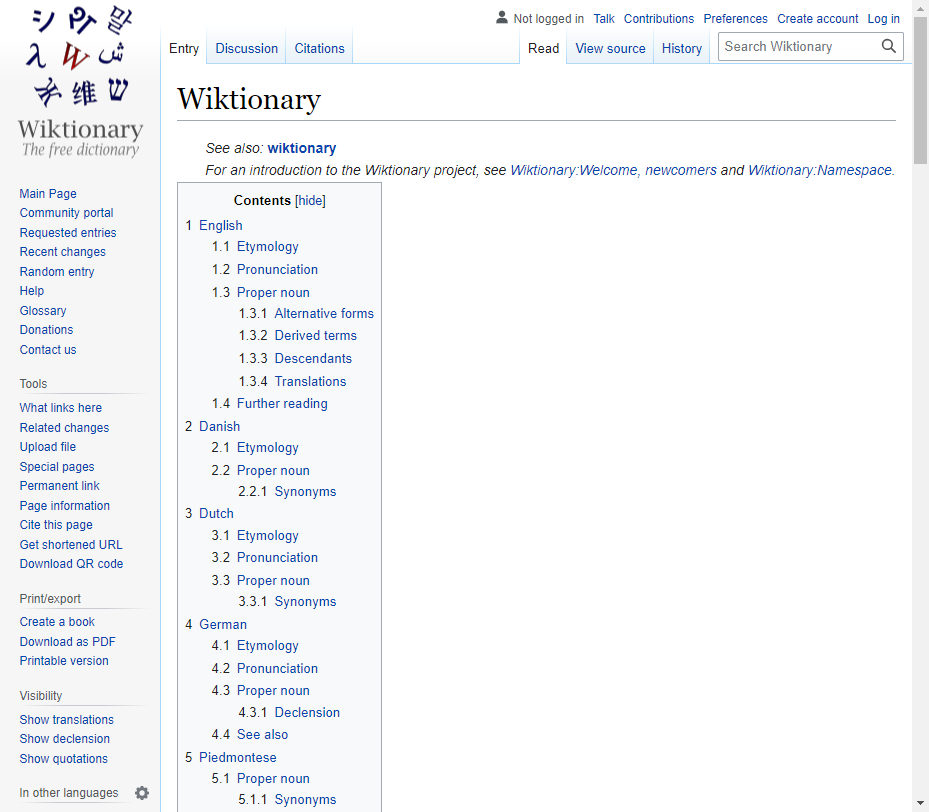 Not logged in Talk Contributions Preferences Create account Log in
Entry Discussion Citations Read View source History Search Wiktionary
シ 말
λ W ش
维 ש
Wiktionary
The free dictionary
Main Page
Community portal
Requested entries
Recent changes
Random entry
Help
Glossary
Donations
Contact us
Tools
What links here
Related changes
Upload file
Special pages
Permanent link
Page information
Cite this page
Get shortened URL
Download QR code
Print/export
Create a book
Download as PDF
Printable version
Visibility
Show translations
Show declension
Show quotations
In other languages
Wiktionary
See also: wiktionary
For an introduction to the Wiktionary project, see Wiktionary:Welcome, newcomers and Wiktionary:Namespace.
Contents [hide]
1 English
1.1 Etymology
1.2 Pronunciation
1.3 Proper noun
1.3.1 Alternative forms
1.3.2 Derived terms
1.3.3 Descendants
1.3.4 Translations
1.4 Further reading
2 Danish
2.1 Etymology
2.2 Proper noun
2.2.1 Synonyms
3 Dutch
3.1 Etymology
3.2 Pronunciation
3.3 Proper noun
3.3.1 Synonyms
4 German
4.1 Etymology
4.2 Pronunciation
4.3 Proper noun
4.3.1 Declension
4.4 See also
5 Piedmontese
5.1 Proper noun
5.1.1 Synonyms